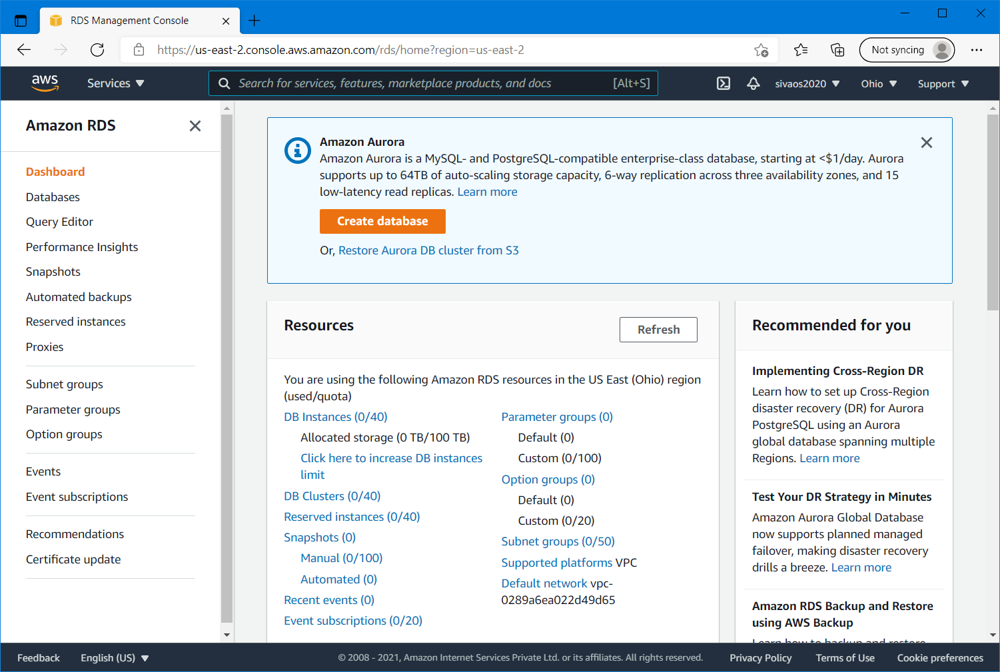 RDS Management Console
https://us-east-2.console.aws.amazon.com/rds/home?region=us-east-2
Not syncing
aws
Services
Search for services, features, marketplace products, and docs
[Alt+S]
sivaos2020
Ohio
Support
Amazon RDS
Dashboard
Databases
Query Editor
Performance Insights
Snapshots
Automated backups
Reserved instances
Proxies
Subnet groups
Parameter groups
Option groups
Events
Event subscriptions
Recommendations
Certificate update
Amazon Aurora
Amazon Aurora is a MySQL- and PostgreSQL-compatible enterprise-class database, starting at <$1/day. Aurora
supports up to 64TB of auto-scaling storage capacity, 6-way replication across three availability zones, and 15
low-latency read replicas. Learn more
Create database
Or, Restore Aurora DB cluster from S3
Resources
Refresh
You are using the following Amazon RDS resources in the US East (Ohio) region
(used/quota)
DB Instances (0/40)
Allocated storage (0 TB/100 TB)
Click here to increase DB instances
limit
DB Clusters (0/40)
Reserved instances (0/40)
Snapshots (0)
Manual (0/100)
Automated (0)
Recent events (0)
Event subscriptions (0/20)
Parameter groups (0)
Default (0)
Custom (0/100)
Option groups (0)
Default (0)
Custom (0/20)
Subnet groups (0/50)
Supported platforms VPC
Default network vpc-
0289a6ea022d49d65
Recommended for you
Implementing Cross-Region DR
Learn how to set up Cross-Region
disaster recovery (DR) for Aurora
PostgreSQL using an Aurora
global database spanning multiple
Regions. Learn more
Test Your DR Strategy in Minutes
Amazon Aurora Global Database
now supports planned managed
failover, making disaster recovery
drills a breeze. Learn more
Amazon RDS Backup and Restore
using AWS Backup
Learn how to backup and restore
Feedback
English (US)
© 2008 - 2021, Amazon Internet Services Private Ltd. or its affiliates. All rights reserved.
Privacy Policy
Terms of Use
Cookie preferences